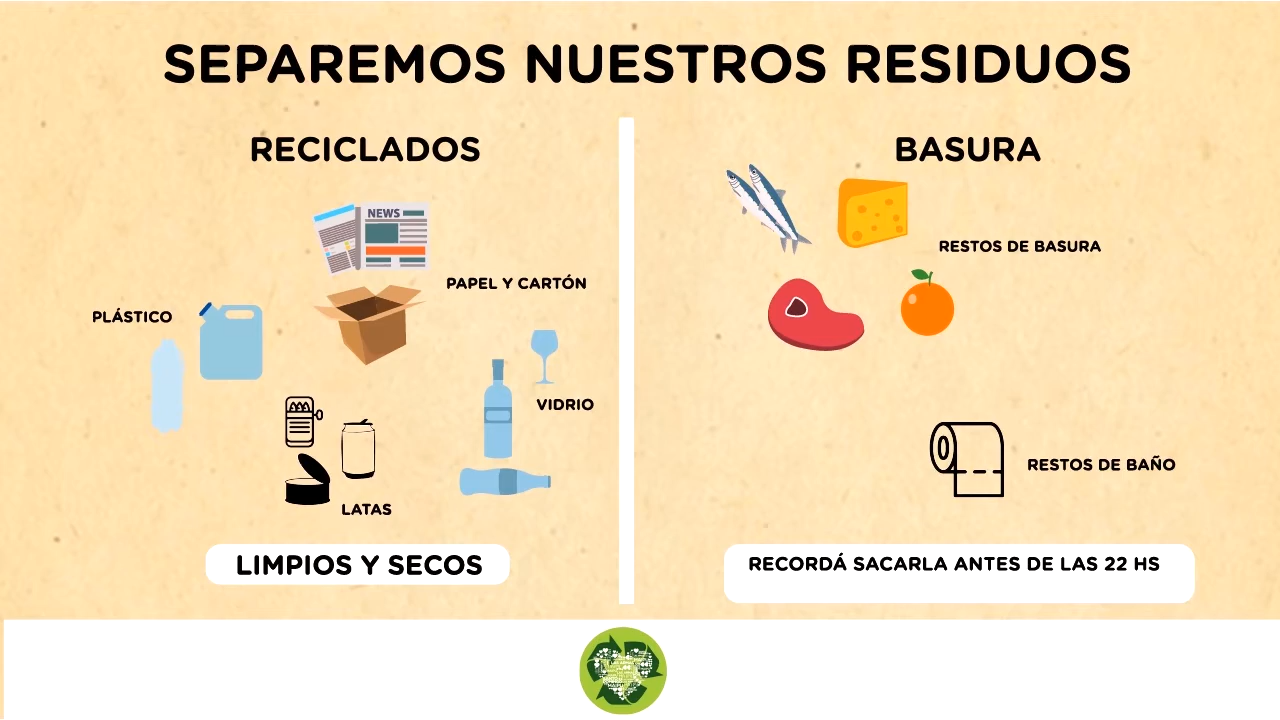 SEPAREMOS NUESTROS RESIDUOS
RECICLADOS
NEWS
PAPEL Y CARTÓN
PLÁSTICO
VIDRIO
LATAS
LIMPIOS Y SECOS
BASURA
RESTOS DE BASURA
RESTOS DE BAÑO
RECORDÁ SACARLA ANTES DE LAS 22 HS